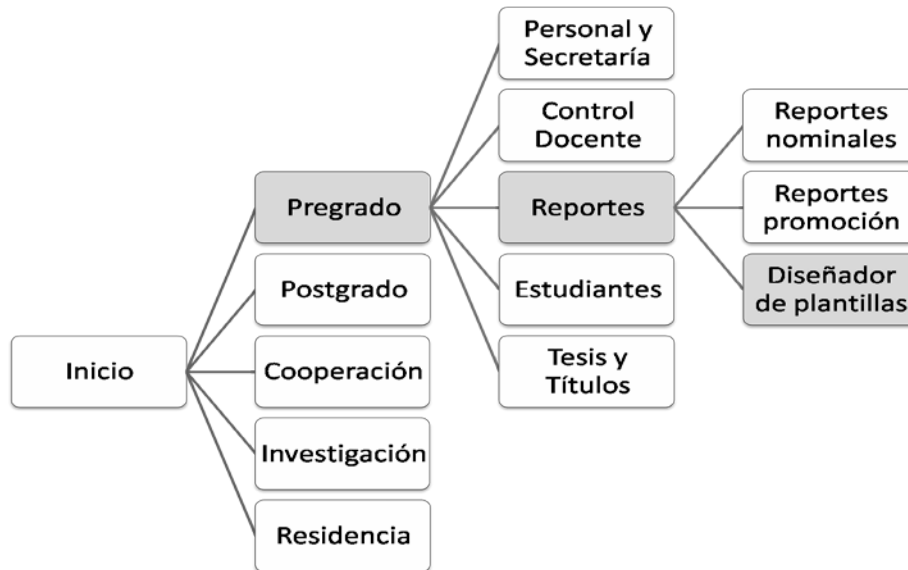 Inicio
Pregrado
Postgrado
Cooperación
Investigación
Residencia
Personal y
Secretaría
Control
Docente
Reportes
Estudiantes
Tesis y
Títulos
Reportes
nominales
Reportes
promoción
Diseñador
de plantillas